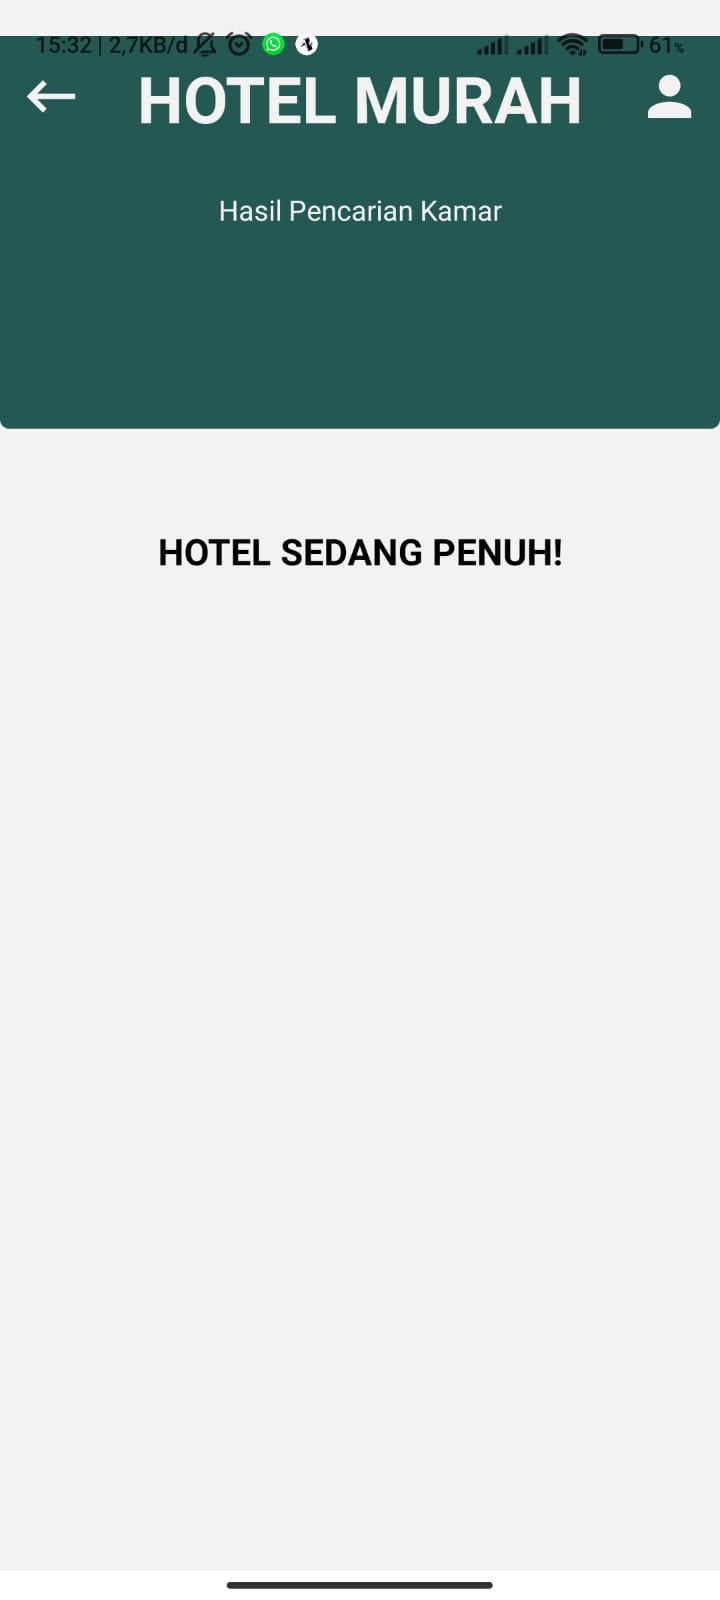 15:32 | 2,7KB/d 61%
HOTEL MURAH
Hasil Pencarian Kamar
HOTEL SEDANG PENUH!